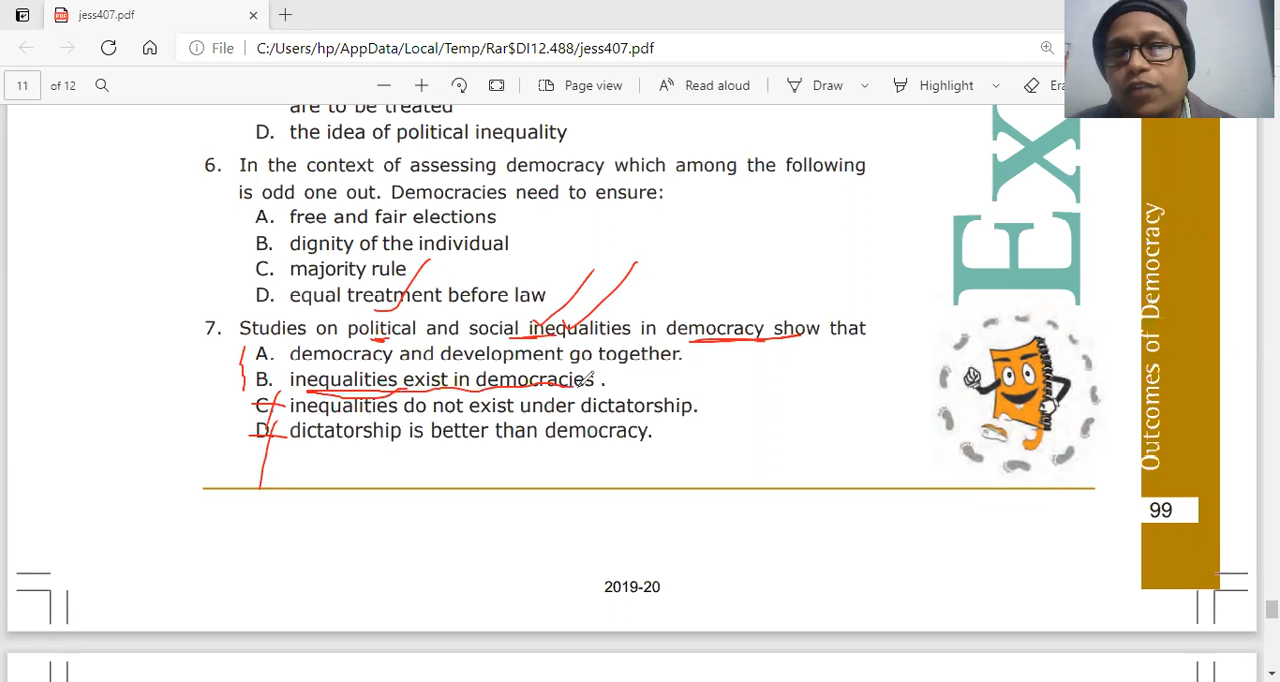 jess407.pdf
File
C:/Users/hp/AppData/Local/Temp/Rar$DI12.488/jess407.pdf
11 of 12
Page view
Read aloud
Draw
Highlight
are to be treated
D. the idea of political inequality
6. In the context of assessing democracy which among the following
is odd one out. Democracies need to ensure:
A. free and fair elections
B. dignity of the individual
C. majority rule
D. equal treatment before law
7. Studies on political and social inequalities in democracy show that
A. democracy and development go together.
B. inequalities exist in democracies .
C. inequalities do not exist under dictatorship.
D. dictatorship is better than democracy.
Ex
Outcomes of Democracy
99
2019-20